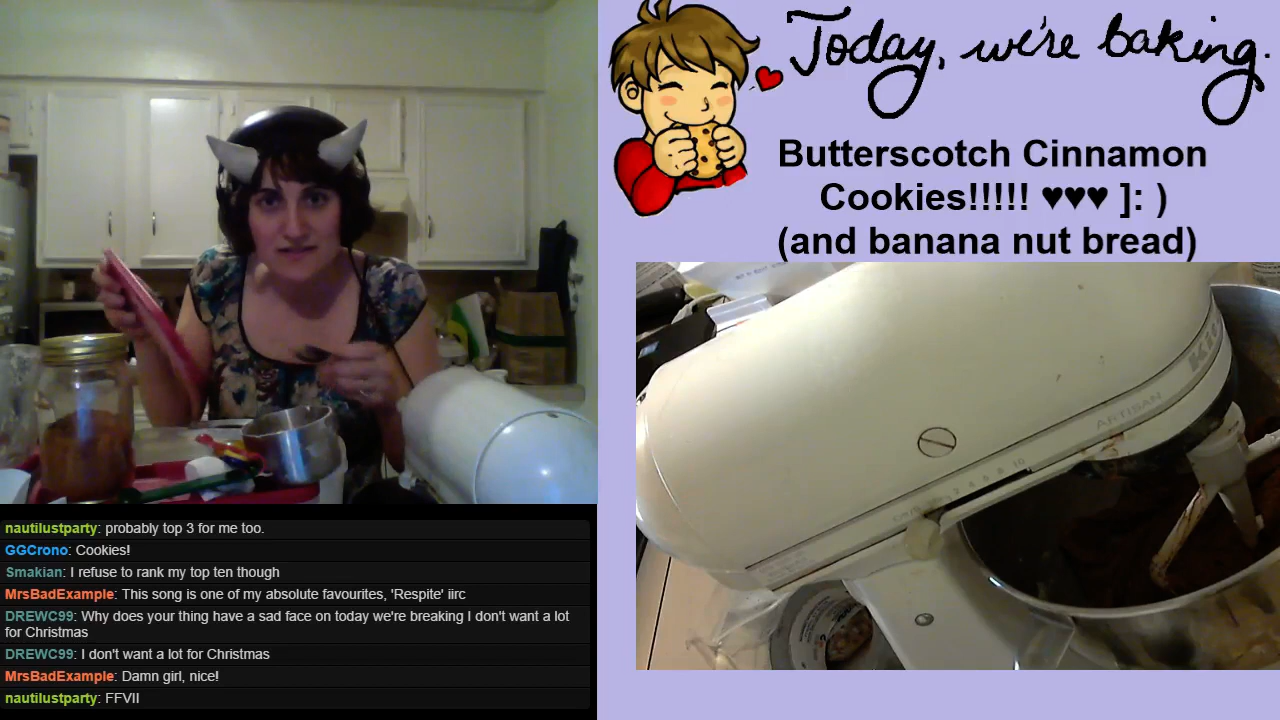 Today, we're baking.
Butterscotch Cinnamon
Cookies!!!!! ♥♥♥ ]: )
(and banana nut bread)
ARTISAN
nautilustparty: probably top 3 for me too.
GGCrono: Cookies!
Smakian: I refuse to rank my top ten though
MrsBadExample: This song is one of my absolute favourites, 'Respite' iirc
DREWC99: Why does your thing have a sad face on today we're breaking I don't want a lot
for Christmas
DREWC99: I don't want a lot for Christmas
MrsBadExample: Damn girl, nice!
nautilustparty: FFVII